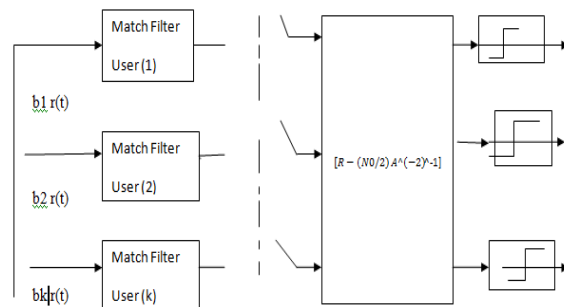 Match Filter
User (1)
b1 r(t)
Match Filter
User (2)
[R − (N0/2) A^(−2)^-1]
b2 r(t)
Match Filter
User (k)
bk r(t)